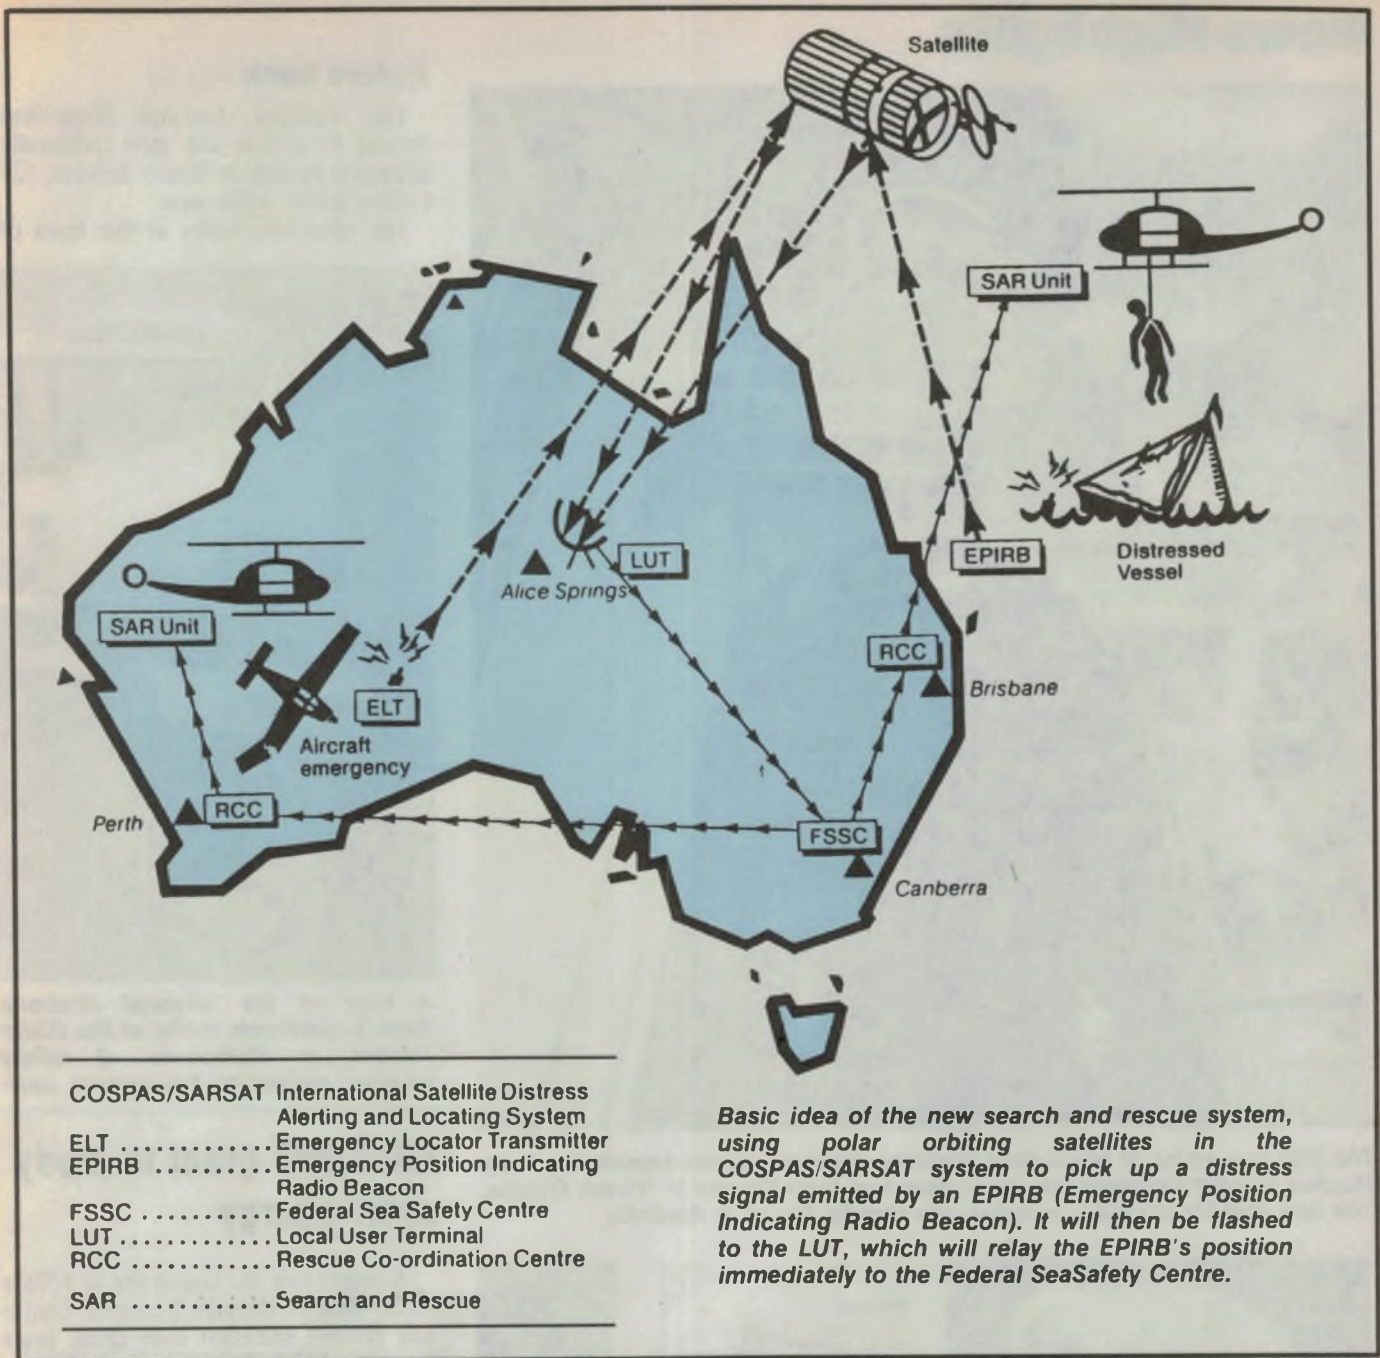 Satellite
SAR Unit
EPIRB
Distressed
Vessel
LUT
Alice Springs
SAR Unit
ELT
Aircraft
emergency
RCC
Brisbane
Perth
RCC
FSSC
Canberra
COSPAS/SARSAT International Satellite Distress
Alerting and Locating System
ELT ............ Emergency Locator Transmitter
EPIRB .......... Emergency Position Indicating
Radio Beacon
FSSC ........... Federal Sea Safety Centre
LUT ............. Local User Terminal
RCC ............ Rescue Co-ordination Centre
SAR ............ Search and Rescue
Basic idea of the new search and rescue system,
using polar orbiting satellites in the
COSPAS/SARSAT system to pick up a distress
signal emitted by an EPIRB (Emergency Position
Indicating Radio Beacon). It will then be flashed
to the LUT, which will relay the EPIRB's position
immediately to the Federal SeaSafety Centre.